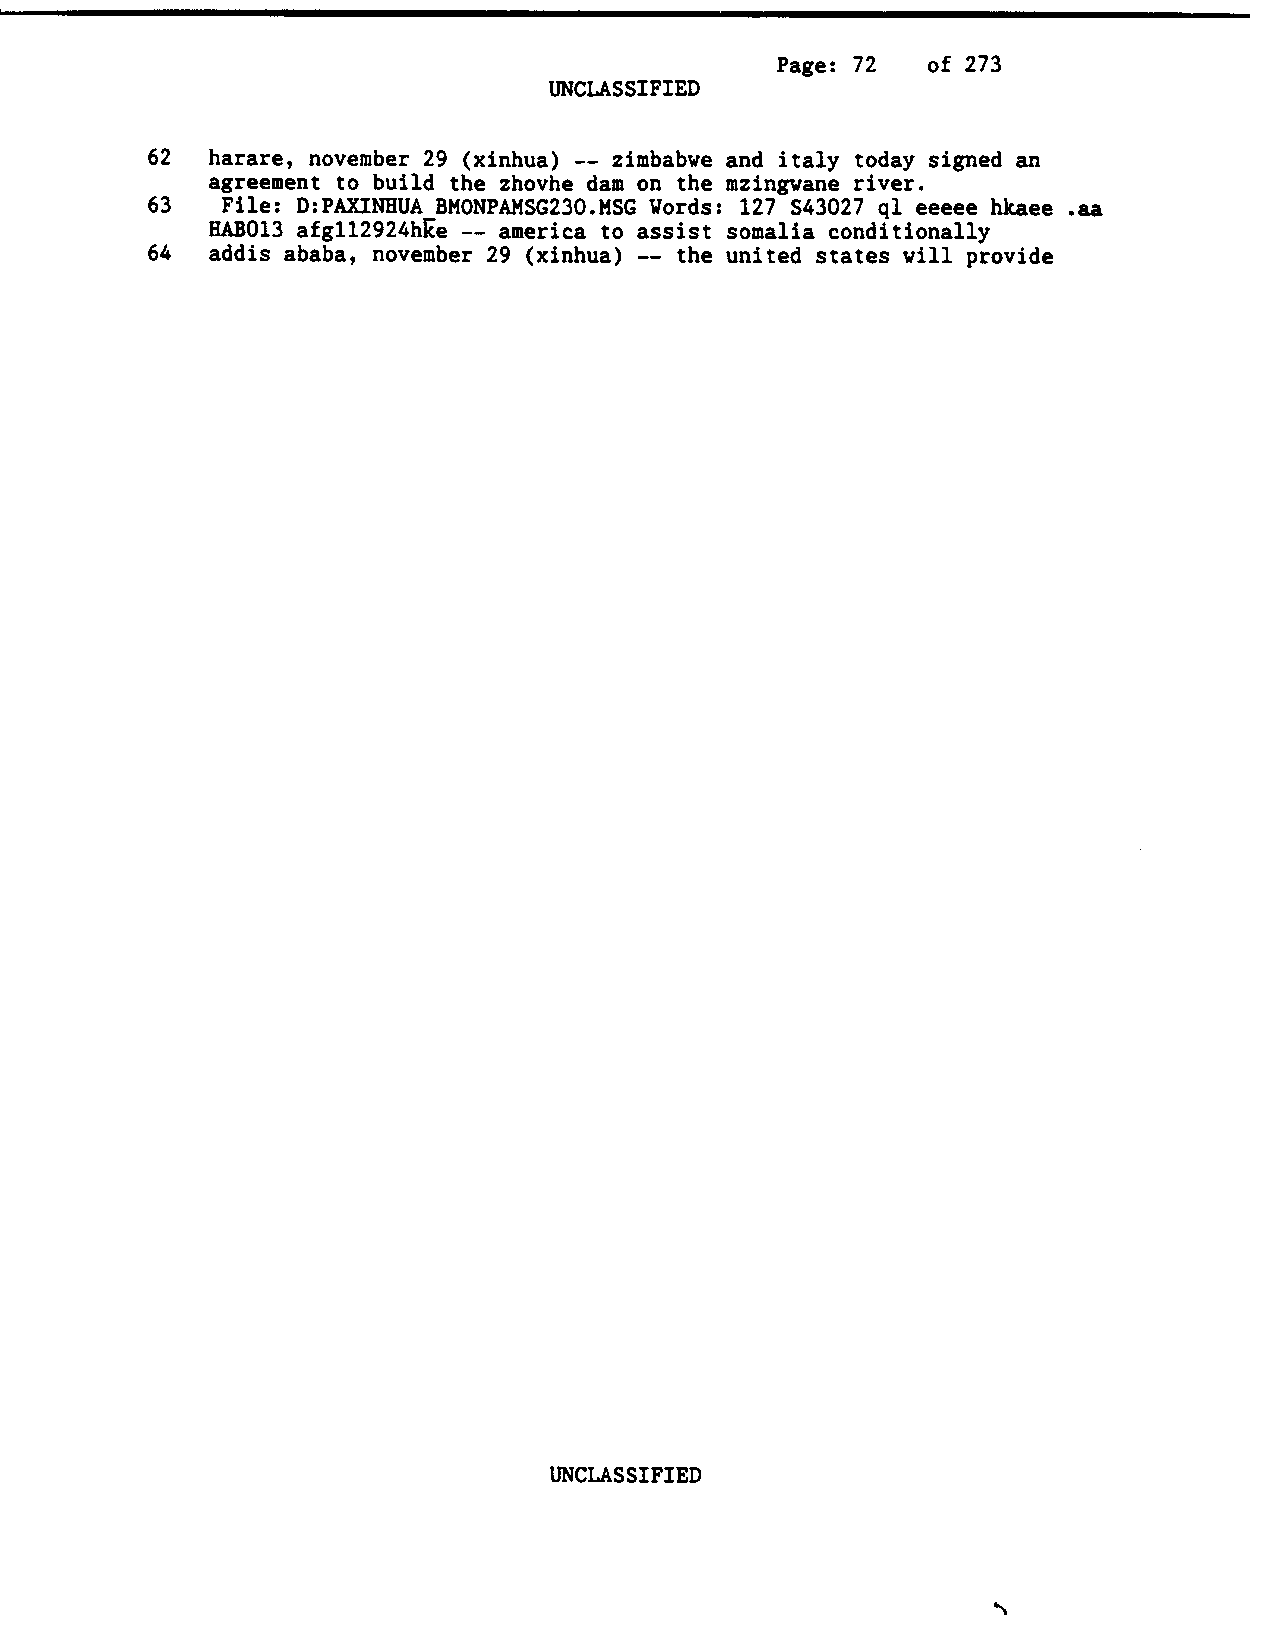 Page: 72 of 273
UNCLASSIFIED
62 harare, november 29 (xinhua) -- zimbabwe and italy today signed an
agreement to build the zhovhe dam on the mzingwane river.
63 File: D:PAXINHUA_BMONPAMSG230.MSG Words: 127 S43027 ql eeeee hkaee .aa
HAB013 afg112924hke -- america to assist somalia conditionally
64 addis ababa, november 29 (xinhua) -- the united states will provide
UNCLASSIFIED